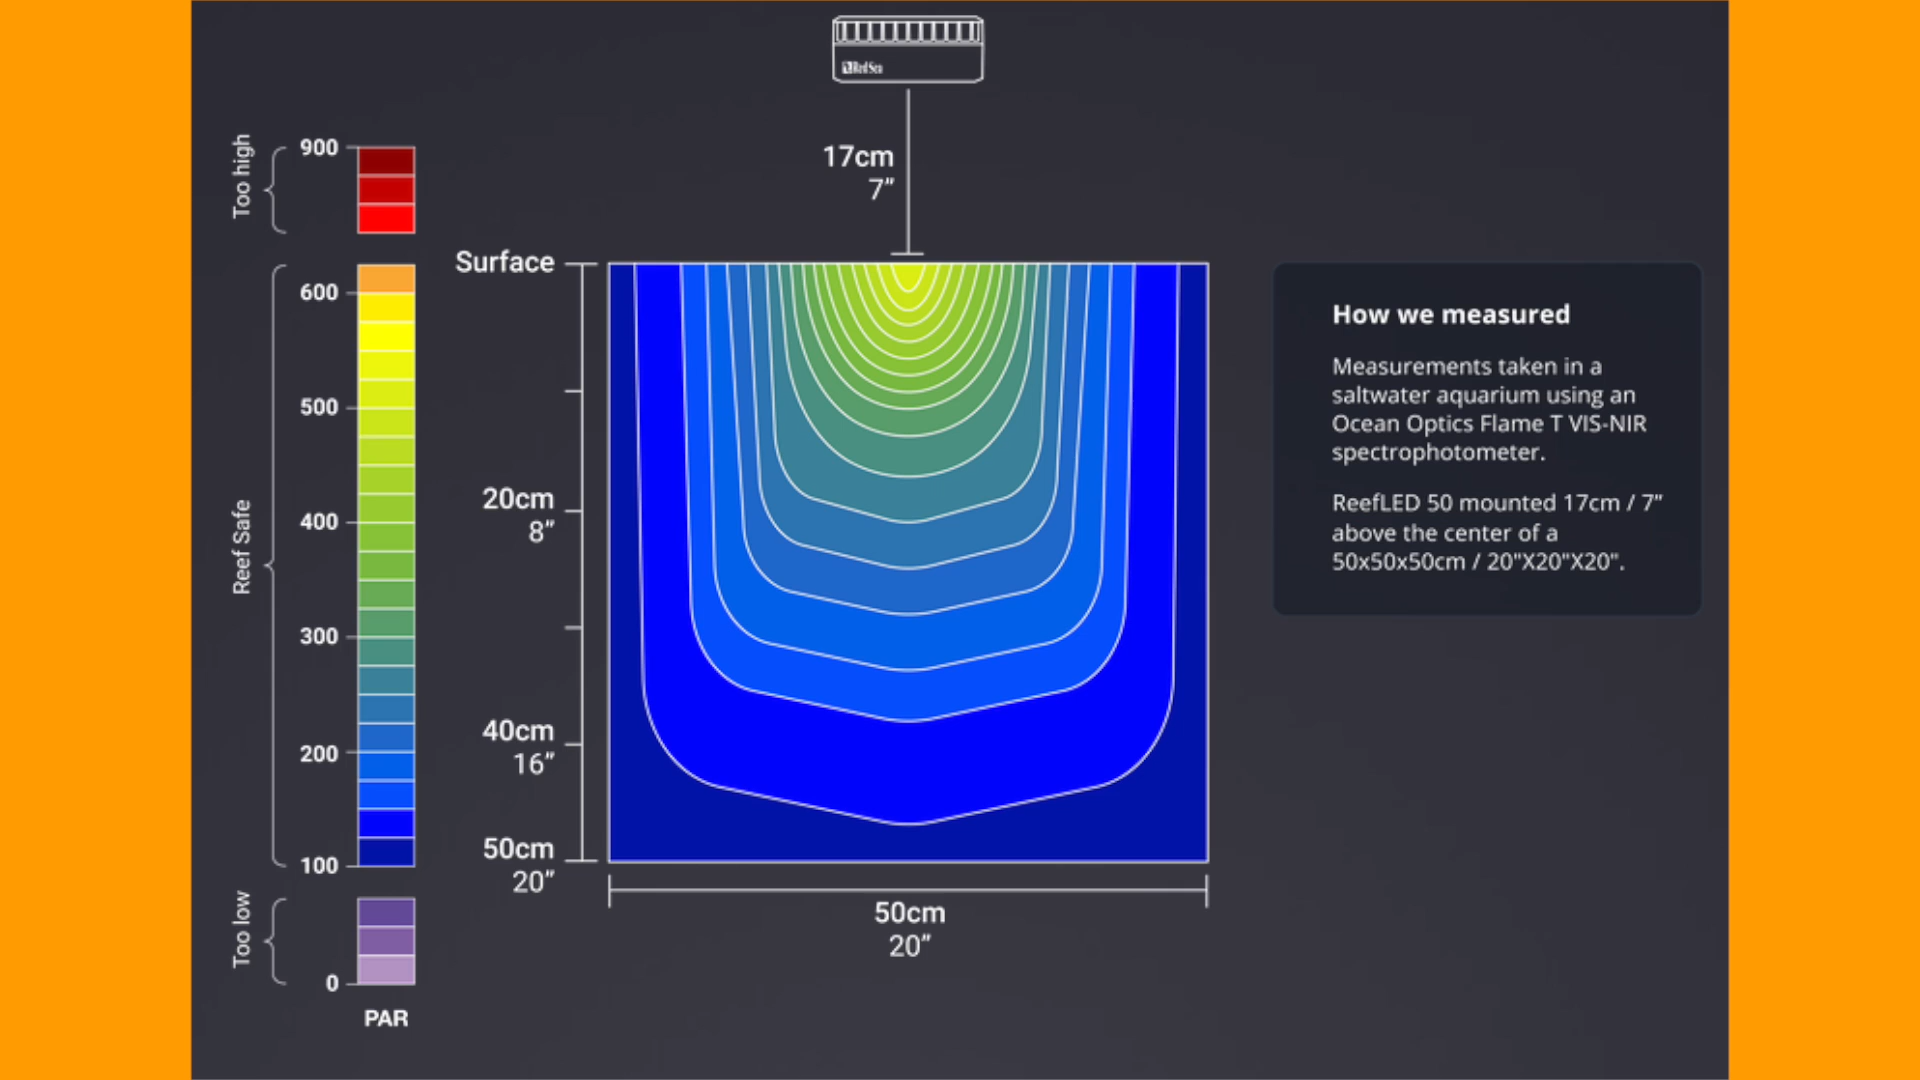 RedSea
17cm
7”
Too high
900
Reef Safe
600
500
400
300
200
100
Too low
0
PAR
Surface
20cm
8”
40cm
16”
50cm
20”
50cm
20”
How we measured
Measurements taken in a
saltwater aquarium using an
Ocean Optics Flame T VIS-NIR
spectrophotometer.
ReefLED 50 mounted 17cm / 7”
above the center of a
50x50x50cm / 20"X20"X20".